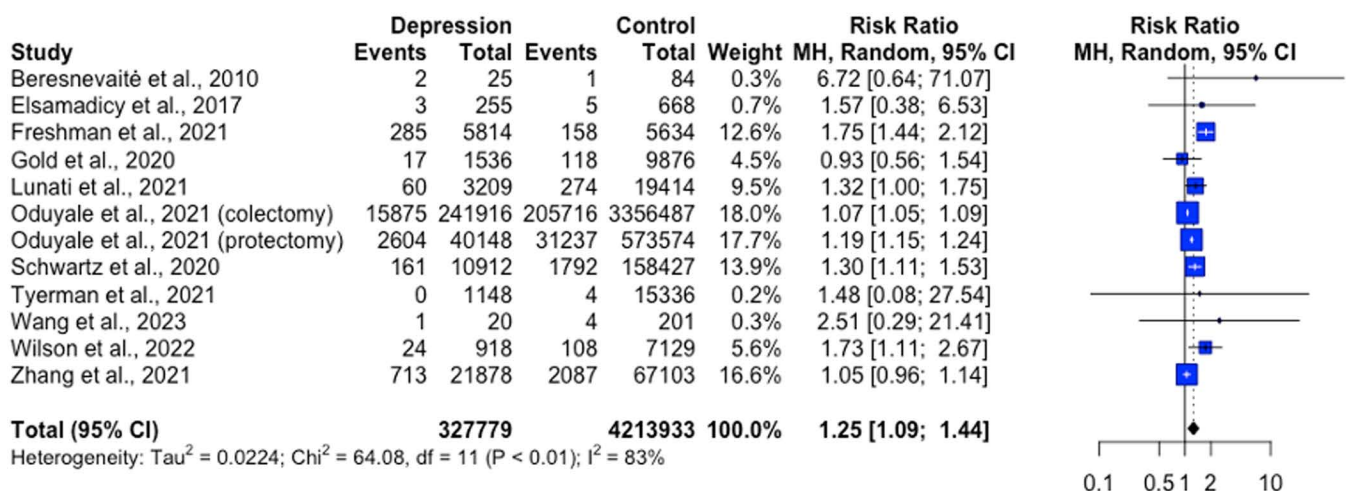 Depression Control Risk Ratio Risk Ratio
Study Events Total Events Total Weight MH, Random, 95% CI MH, Random, 95% CI
Beresnevaitė et al., 2010 2 25 1 84 0.3% 6.72 [0.64; 71.07]
Elsamadicy et al., 2017 3 255 5 668 0.7% 1.57 [0.38; 6.53]
Freshman et al., 2021 285 5814 158 5634 12.6% 1.75 [1.44; 2.12]
Gold et al., 2020 17 1536 118 9876 4.5% 0.93 [0.56; 1.54]
Lunati et al., 2021 60 3209 274 19414 9.5% 1.32 [1.00; 1.75]
Oduyale et al., 2021 (colectomy) 15875 241916 205716 3356487 18.0% 1.07 [1.05; 1.09]
Oduyale et al., 2021 (protectomy) 2604 40148 31237 573574 17.7% 1.19 [1.15; 1.24]
Schwartz et al., 2020 161 10912 1792 158427 13.9% 1.30 [1.11; 1.53]
Tyerman et al., 2021 0 1148 4 15336 0.2% 1.48 [0.08; 27.54]
Wang et al., 2023 1 20 4 201 0.3% 2.51 [0.29; 21.41]
Wilson et al., 2022 24 918 108 7129 5.6% 1.73 [1.11; 2.67]
Zhang et al., 2021 713 21878 2087 67103 16.6% 1.05 [0.96; 1.14]
Total (95% CI) 327779 4213933 100.0% 1.25 [1.09; 1.44]
Heterogeneity: Tau² = 0.0224; Chi² = 64.08, df = 11 (P < 0.01); I² = 83%
0.1 0.5 1 2 10